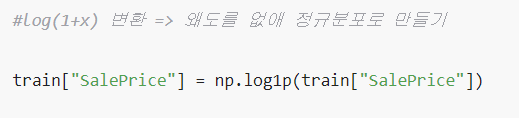 #log(1+x) 변환 => 왜도를 없애 정규분포로 만들기
train["SalePrice"] = np.log1p(train["SalePrice"])